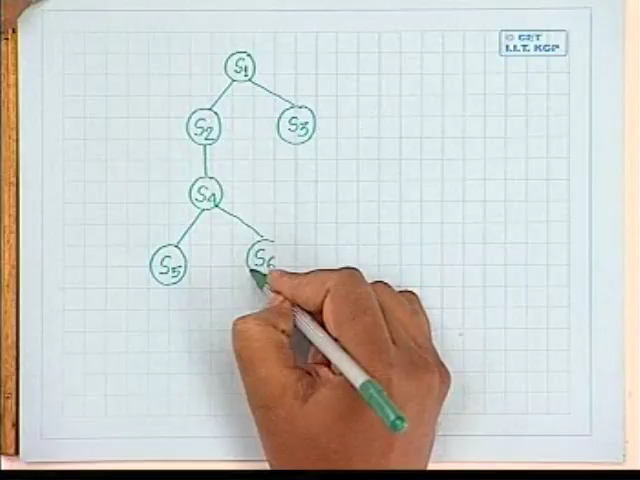 © CET
I.I.T. KGP
S1
S2 S3
S4
S5 S6